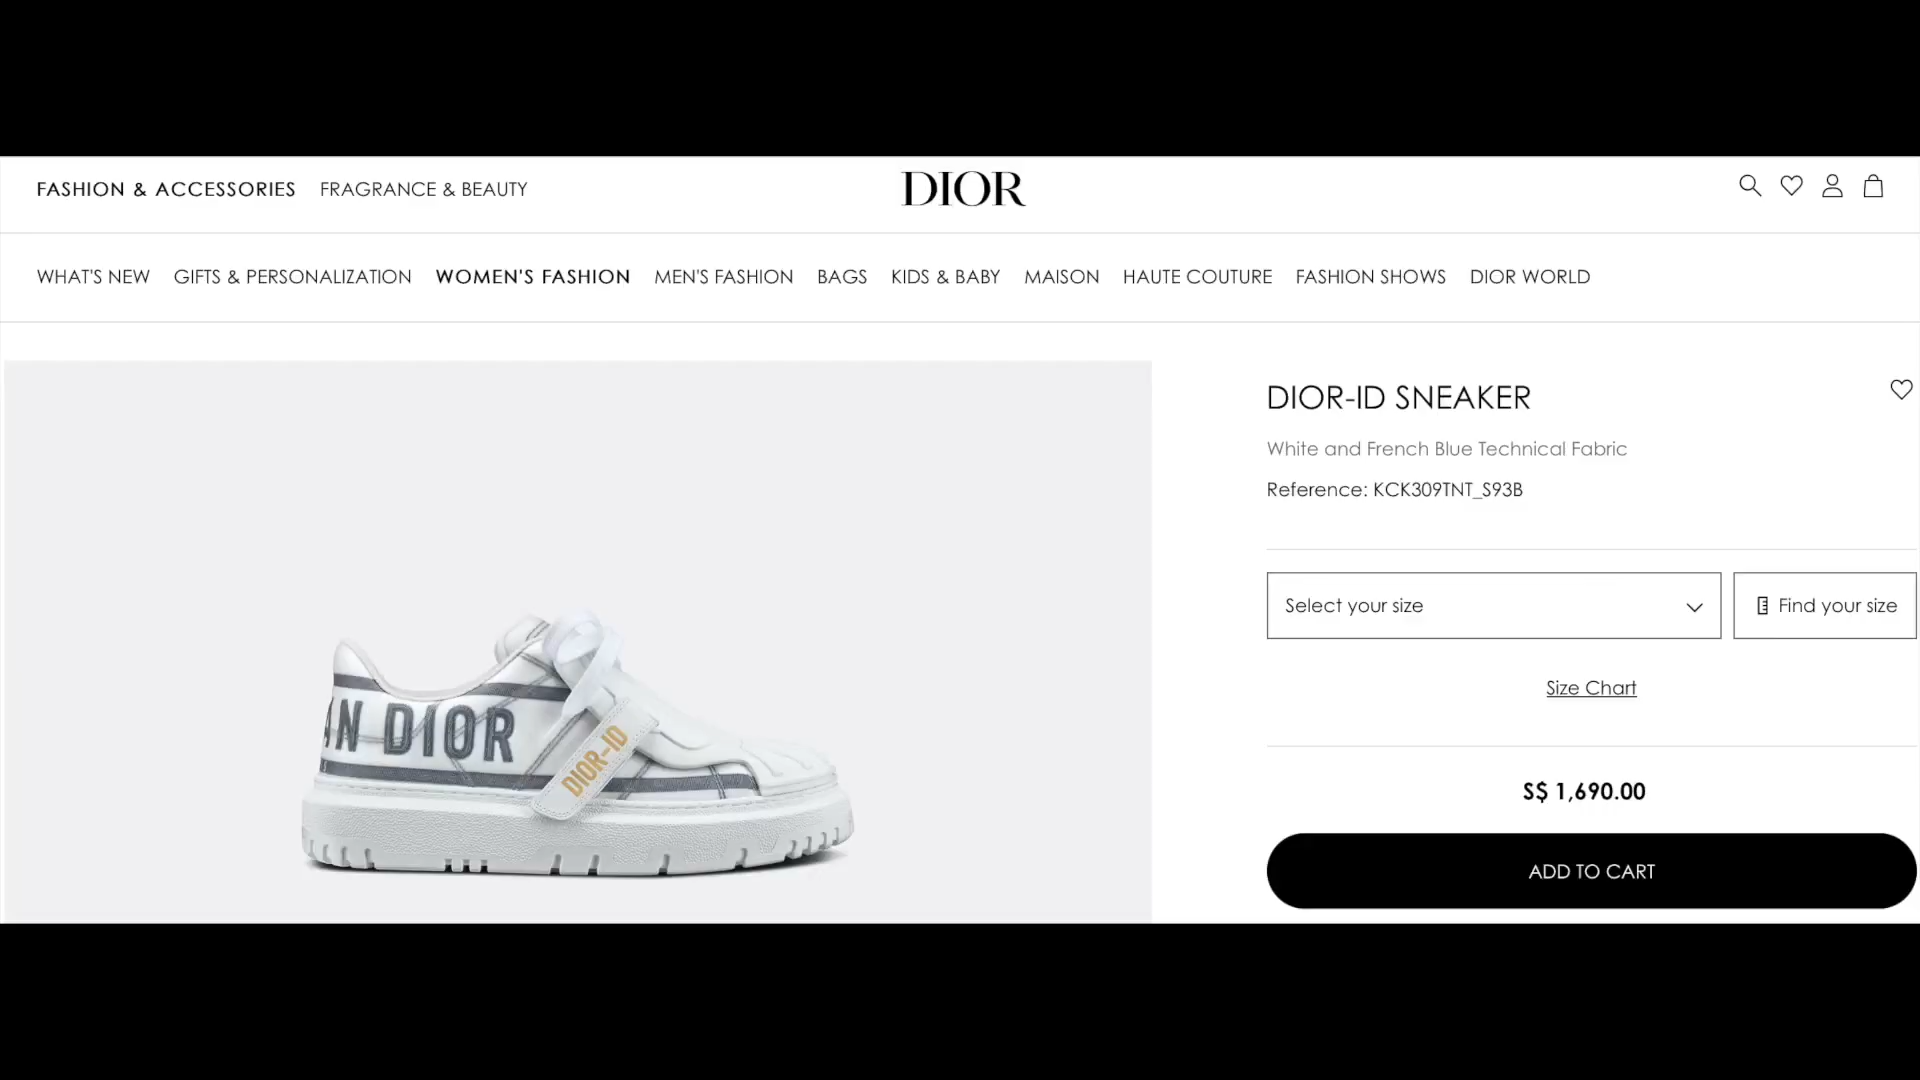 FASHION & ACCESSORIES FRAGRANCE & BEAUTY
DIOR
WHAT'S NEW GIFTS & PERSONALIZATION WOMEN'S FASHION MEN'S FASHION BAGS KIDS & BABY MAISON HAUTE COUTURE FASHION SHOWS DIOR WORLD
AN DIOR
DIOR-ID
DIOR-ID SNEAKER
White and French Blue Technical Fabric
Reference: KCK309TNT_S93B
Select your size
Find your size
Size Chart
S$ 1,690.00
ADD TO CART